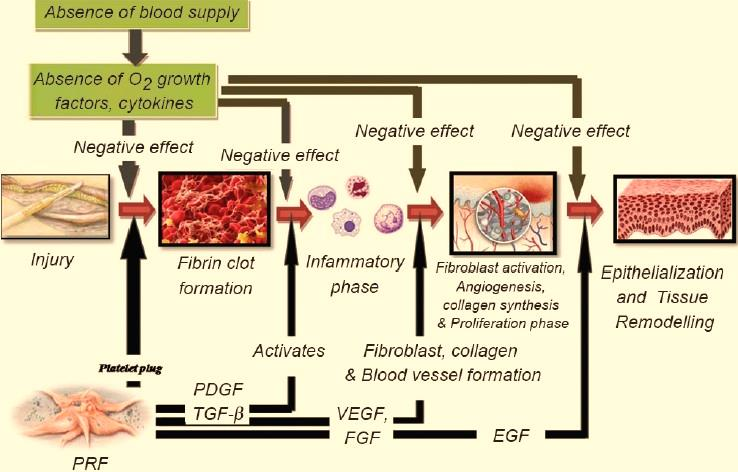 Absence of blood supply
Absence of O2 growth
factors, cytokines
Negative effect
Negative effect
Negative effect
Negative effect
Injury
Fibrin clot
formation
Infammatory
phase
Fibroblast activation,
Angiogenesis,
collagen synthesis
& Proliferation phase
Epithelialization
and Tissue
Remodelling
Activates
Fibroblast, collagen
& Blood vessel formation
Platelet plug
PDGF
TGF-β
VEGF,
FGF
EGF
PRF